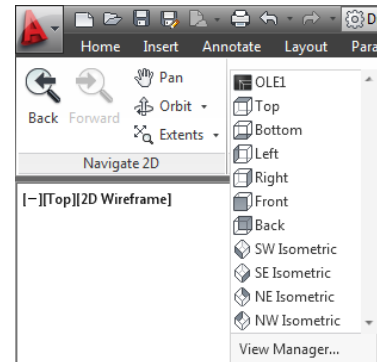 D
Home Insert Annotate Layout Para
Pan
Orbit
Extents
Back Forward
Navigate 2D
[−][Top][2D Wireframe]
OLE1
Top
Bottom
Left
Right
Front
Back
SW Isometric
SE Isometric
NE Isometric
NW Isometric
View Manager...